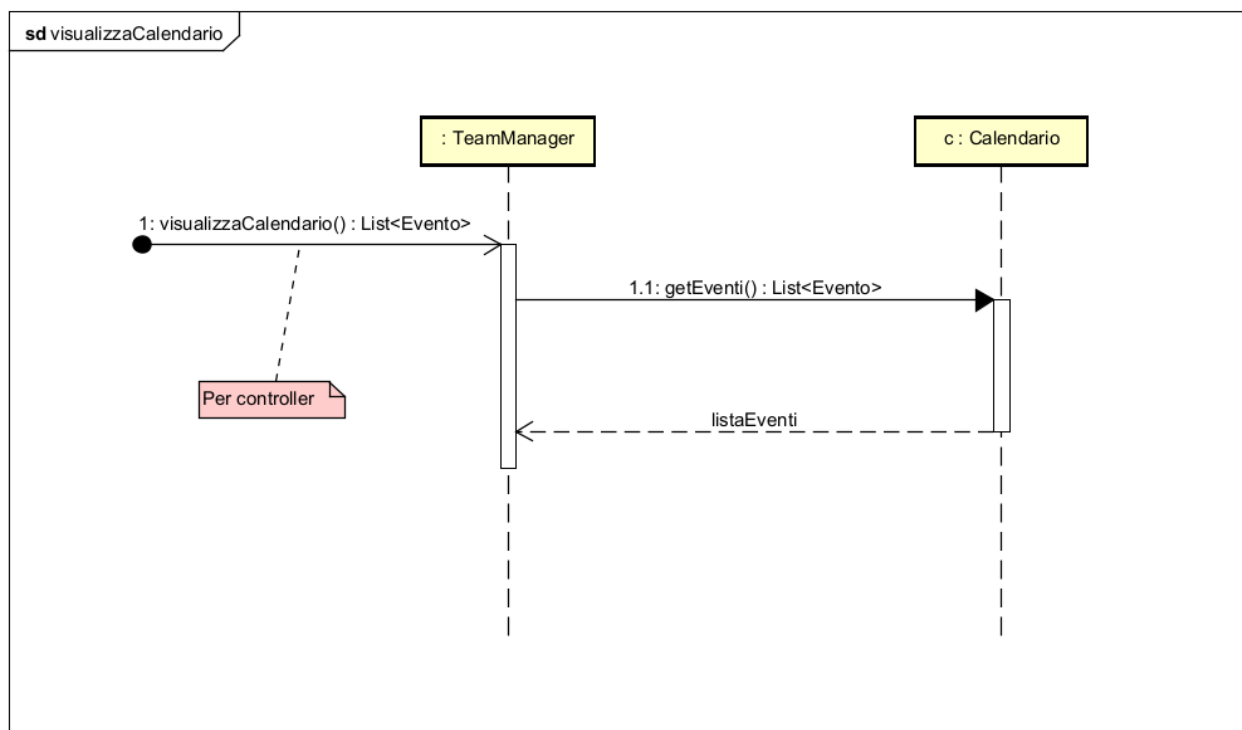 sd visualizzaCalendario
: TeamManager
c : Calendario
1: visualizzaCalendario() : List<Evento>
1.1: getEventi() : List<Evento>
Per controller
listaEventi